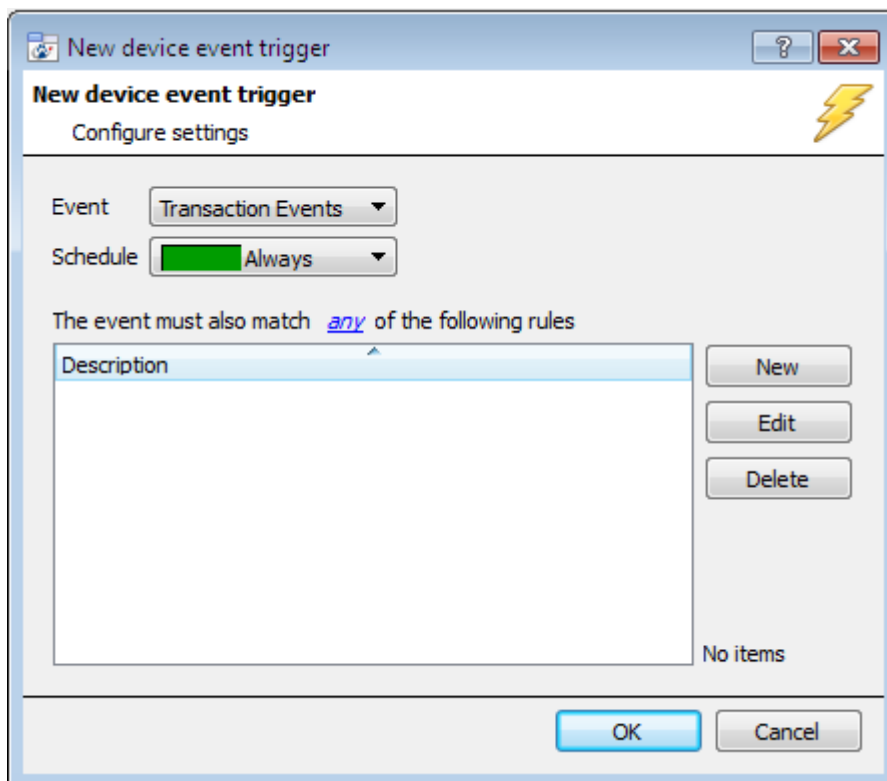 New device event trigger
?
New device event trigger
Configure settings
Event Transaction Events
Schedule Always
The event must also match any of the following rules
Description
New
Edit
Delete
No items
OK Cancel